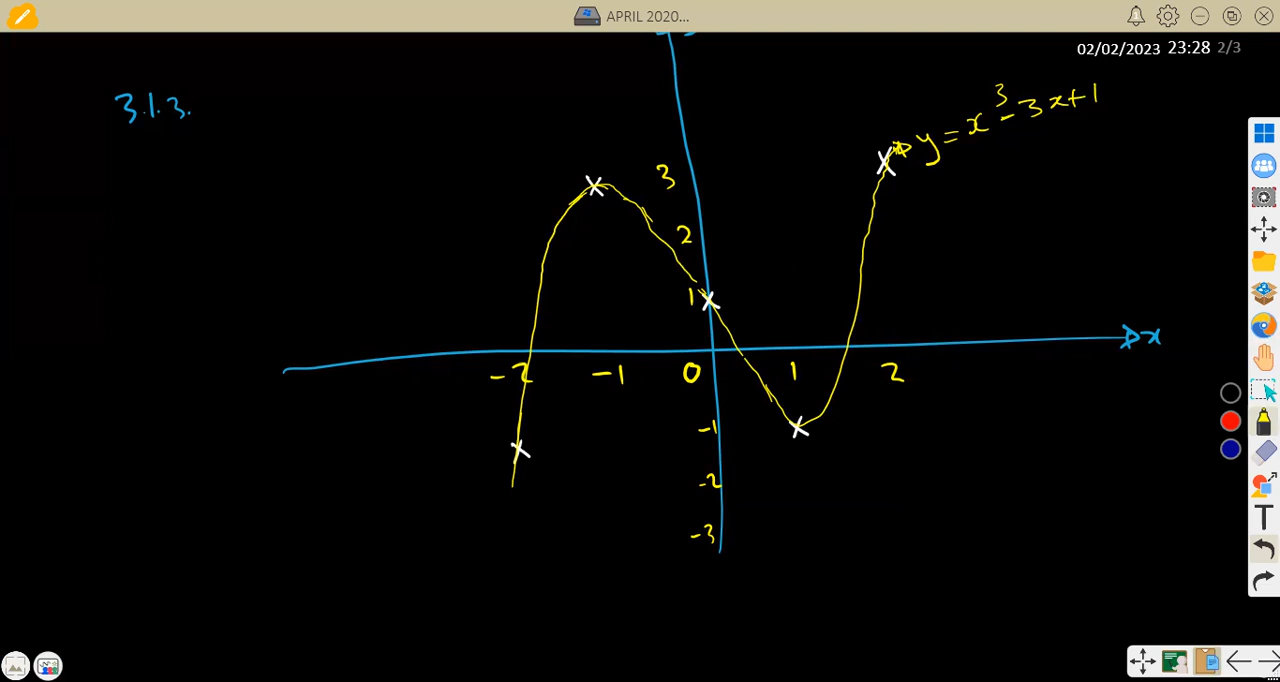 APRIL 2020...
02/02/2023 23:28 2/3
3.1.3.
y = x³ - 3x + 1
3
2
1
x
-2 -1 0 1 2
-1
-2
-3
T